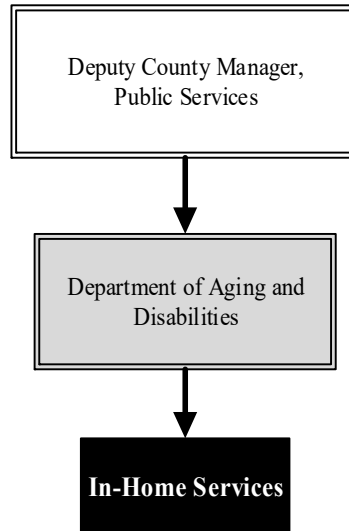 Deputy County Manager,
Public Services
Department of Aging and
Disabilities
In-Home Services